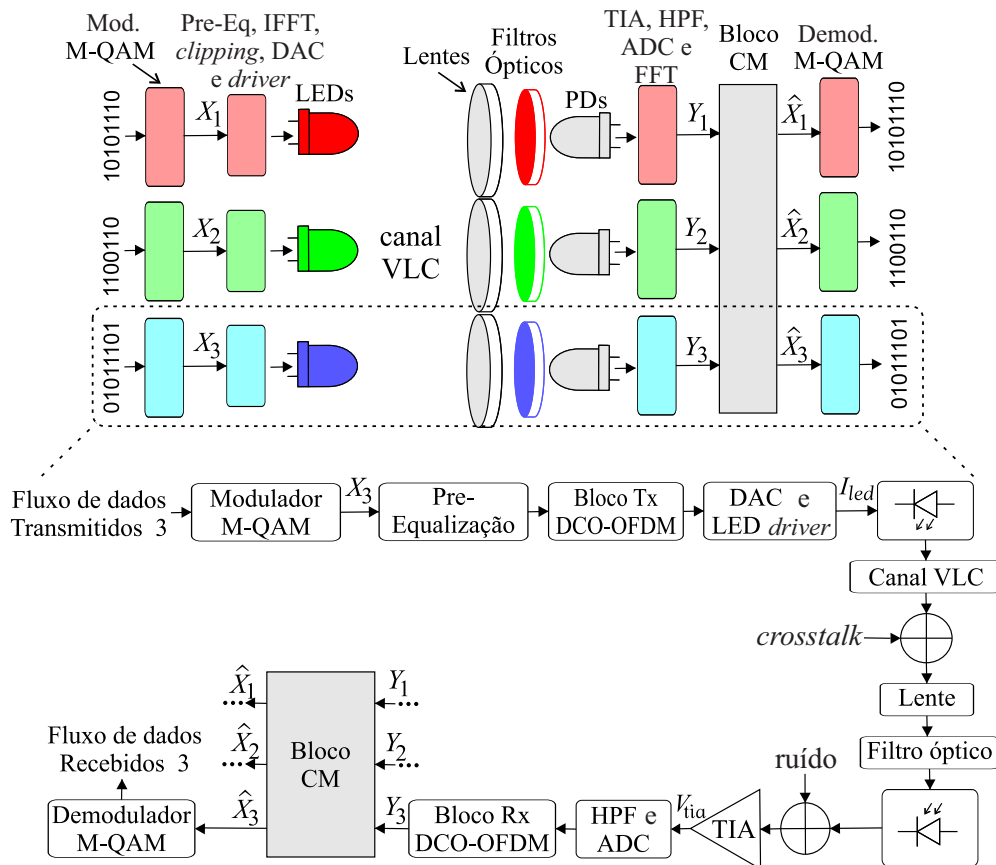 Mod.
M-QAM
Pre-Eq, IFFT,
clipping, DAC
e driver
LEDs
Lentes
Filtros
Ópticos
PDs
TIA, HPF,
ADC e
FFT
Bloco
CM
Demod.
M-QAM
10101110
X1
Y1
X̂1
10101110
1100110
X2
canal
VLC
Y2
X̂2
1100110
01011101
X3
Y3
X̂3
01011101
Fluxo de dados
Transmitidos 3
Modulador
M-QAM
X3
Pre-
Equalização
Bloco Tx
DCO-OFDM
DAC e
LED driver
Iled
Canal VLC
crosstalk
Lente
Filtro óptico
ruído
TIA
Vtia
HPF e
ADC
Bloco Rx
DCO-OFDM
Y1
Y2
Y3
Bloco
CM
X̂1
X̂2
X̂3
Demodulador
M-QAM
Fluxo de dados
Recebidos 3